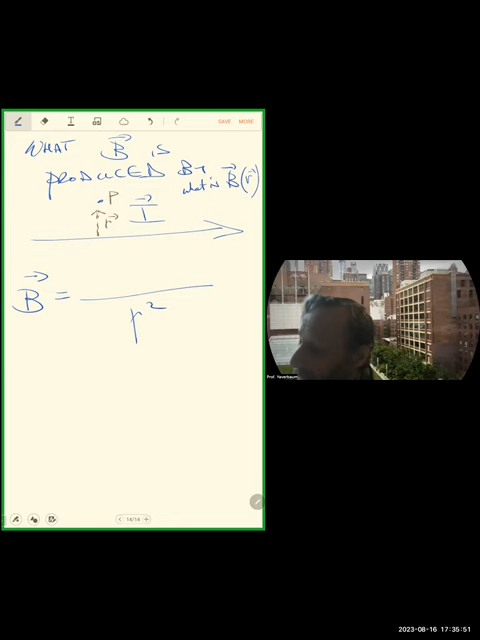 SAVE MORE
WHAT B IS
PRODUCED BY
what is B(r)
P
r I
B = 
r²
14/14
Prof. Yaverbaum
2023-08-16 17:35:51